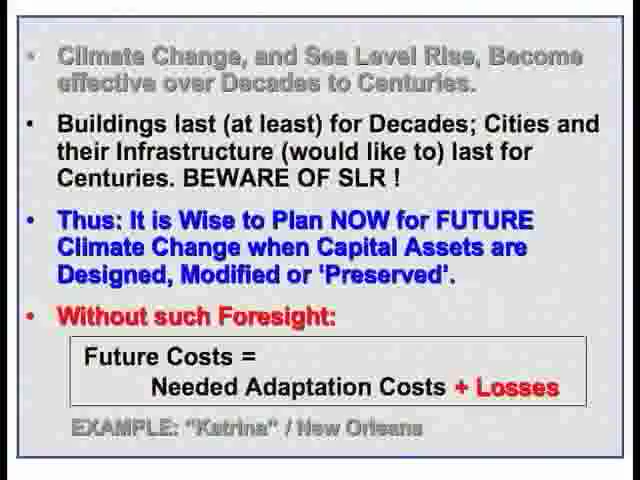 • Climate Change, and Sea Level Rise, Become
effective over Decades to Centuries.
• Buildings last (at least) for Decades; Cities and
their Infrastructure (would like to) last for
Centuries. BEWARE OF SLR !
• Thus: It is Wise to Plan NOW for FUTURE
Climate Change when Capital Assets are
Designed, Modified or ‘Preserved’.
• Without such Foresight:
Future Costs =
Needed Adaptation Costs + Losses
EXAMPLE: "Katrina" / New Orleans